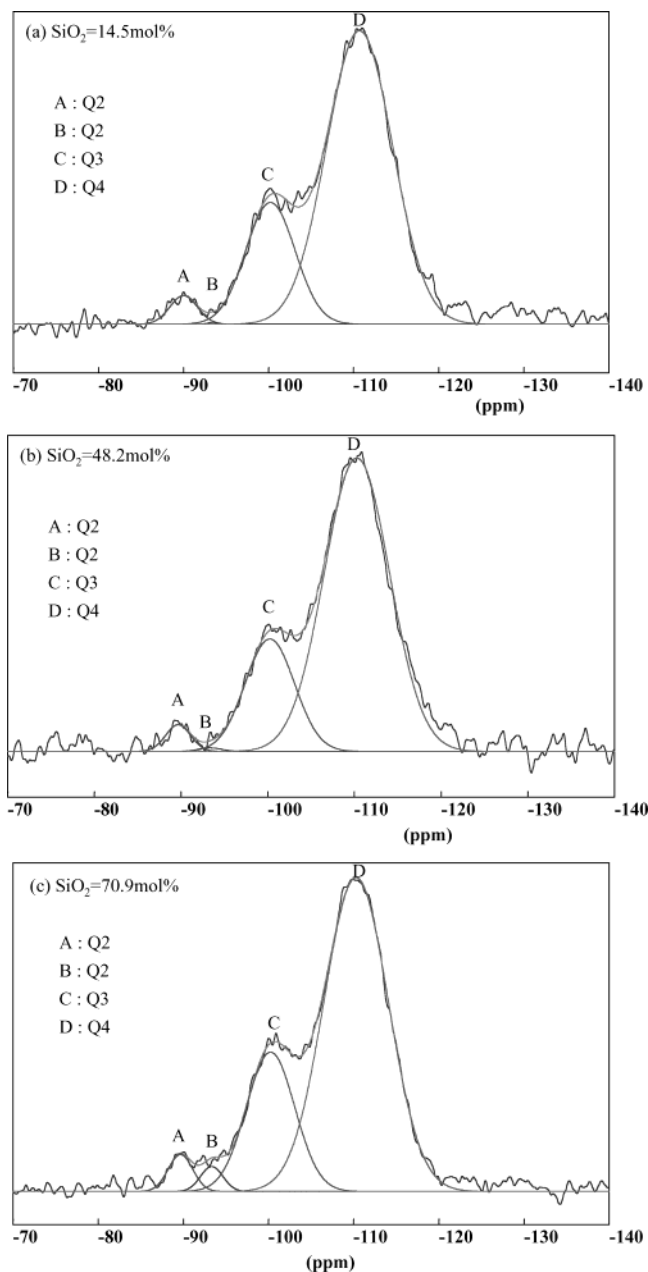 (a) SiO₂=14.5mol%
D
A : Q2
B : Q2
C : Q3
D : Q4
C
A
B
-70 -80 -90 -100 -110 -120 -130 -140
(ppm)
(b) SiO₂=48.2mol%
D
A : Q2
B : Q2
C : Q3
D : Q4
C
A
B
-70 -80 -90 -100 -110 -120 -130 -140
(ppm)
(c) SiO₂=70.9mol%
D
A : Q2
B : Q2
C : Q3
D : Q4
C
A
B
-70 -80 -90 -100 -110 -120 -130 -140
(ppm)